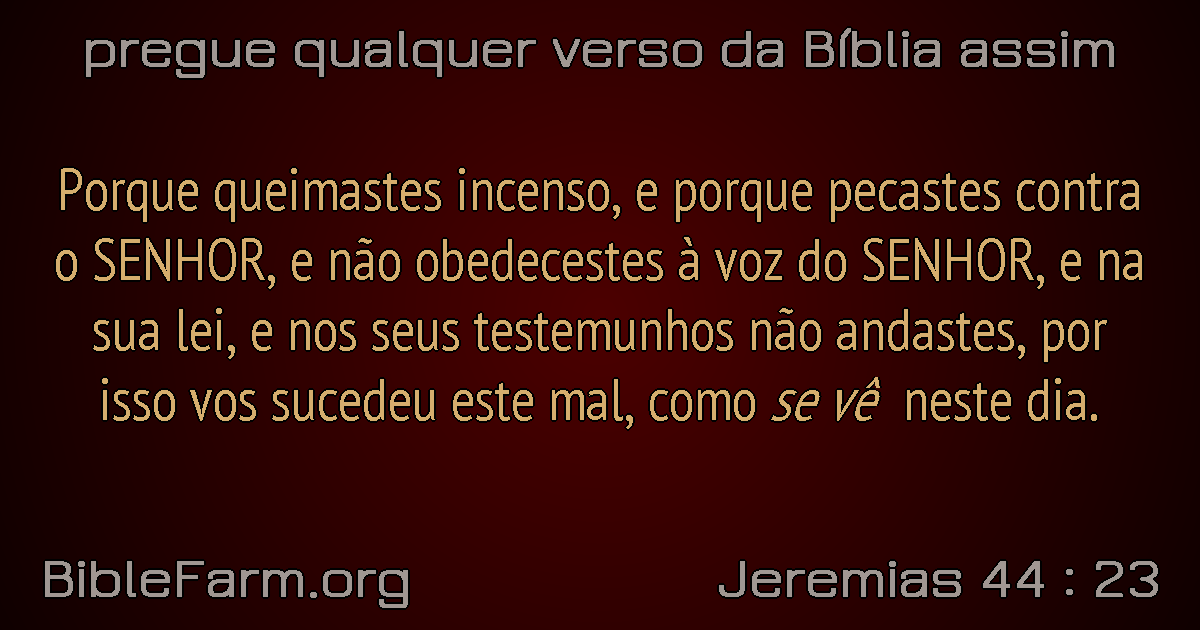 pregue qualquer verso da Bíblia assim
Porque queimastes incenso, e porque pecastes contra
o SENHOR, e não obedecestes à voz do SENHOR, e na
sua lei, e nos seus testemunhos não andastes, por
isso vos sucedeu este mal, como se vê neste dia.
BibleFarm.org
Jeremias 44 : 23